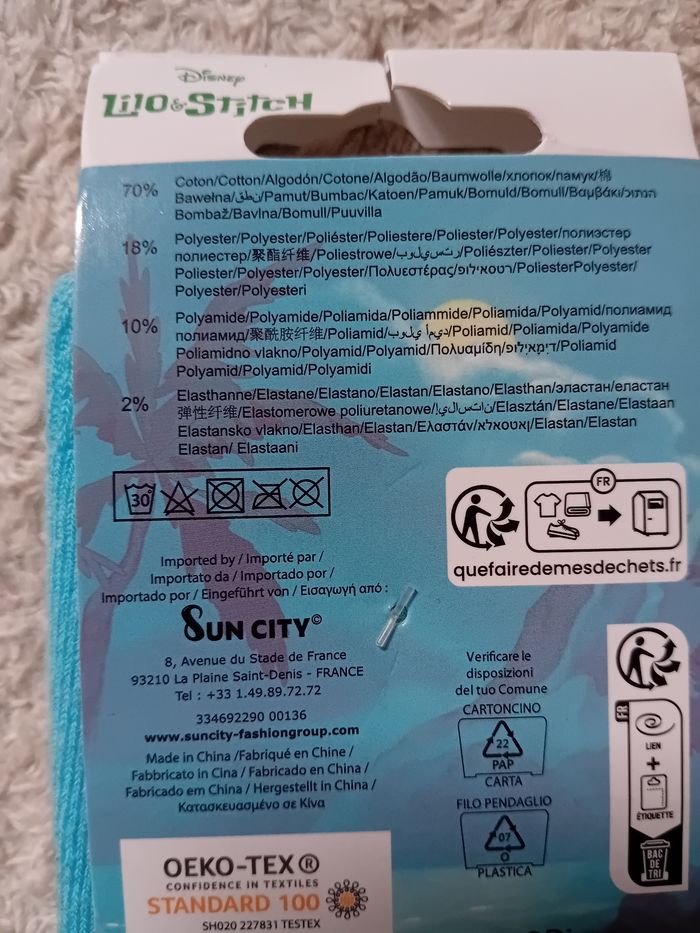 Disney
Lilo & Stitch
70%
Coton/Cotton/Algodón/Cotone/Algodão/Baumwolle/хлопок/памук/棉
Bawełna/قطن/Pamut/Bumbac/Katoen/Pamuk/Bomuld/Bomull/Βαμβάκι/כותנה
Bombaž/Bavlna/Bomull/Puuvilla
18%
Polyester/Polyester/Poliéster/Poliestere/Poliester/Polyester/полиэстер
полиестер/聚酯纤维/Poliestrowe/بوليستر/Poliészter/Poliester/Polyester
Poliester/Polyester/Polyester/Πολυεστέρας/פוליאסטר/PoliesterPolyester/
Polyester/Polyesteri
10%
Polyamide/Polyamide/Poliamida/Poliammide/Poliamida/Polyamid/полиамид
полиамид/聚酰胺纤维/Poliamid/بولي أميد/Poliamid/Poliamid/Polyamide
Poliamidno vlakno/Polyamid/Polyamid/Πολυαμίδη/פוליאמיד/Poliamid
Polyamid/Polyamid/Polyamidi
2%
Elasthanne/Elastane/Elastano/Elastan/Elastano/Elasthan/эластан/еластан
弹性纤维/Elastomerowe poliuretanowe/إيلاستان/Elasztán/Elastane/Elastaan
Elastansko vlakno/Elasthan/Elastan/Ελαστάν/אלאסטן/Elastan/Elastan
Elastan/ Elastaani
30°
FR
quefairedemesdechets.fr
Imported by / Importé par /
Importato da / Importado por /
Importado por / Eingeführt von / Εισαγωγή από :
SUN CITY©
8, Avenue du Stade de France
93210 La Plaine Saint-Denis - FRANCE
Tel : +33 1.49.89.72.72
334692290 00136
www.suncity-fashiongroup.com
Made in China /Fabriqué en Chine /
Fabbricato in Cina / Fabricado en China /
Fabricado em China / Hergestellt in China /
Κατασκευασμένο σε Κίνα
Verificare le
disposizioni
del tuo Comune
CARTONCINO
22
PAP
CARTA
FILO PENDAGLIO
07
O
PLASTICA
FR
LIEN
+
ÉTIQUETTE
BAC
DE
TRI
OEKO-TEX®
CONFIDENCE IN TEXTILES
STANDARD 100
SH020 227831 TESTEX